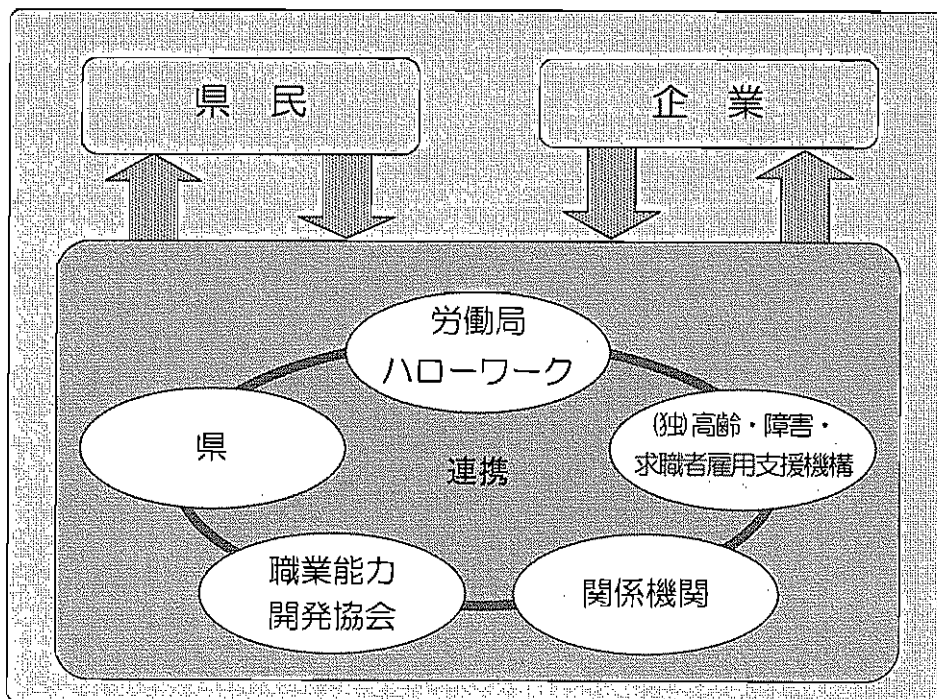 県 民
企 業
労働局
ハローワーク
県
(独)高齢・障害・
求職者雇用支援機構
連携
職業能力
開発協会
関係機関